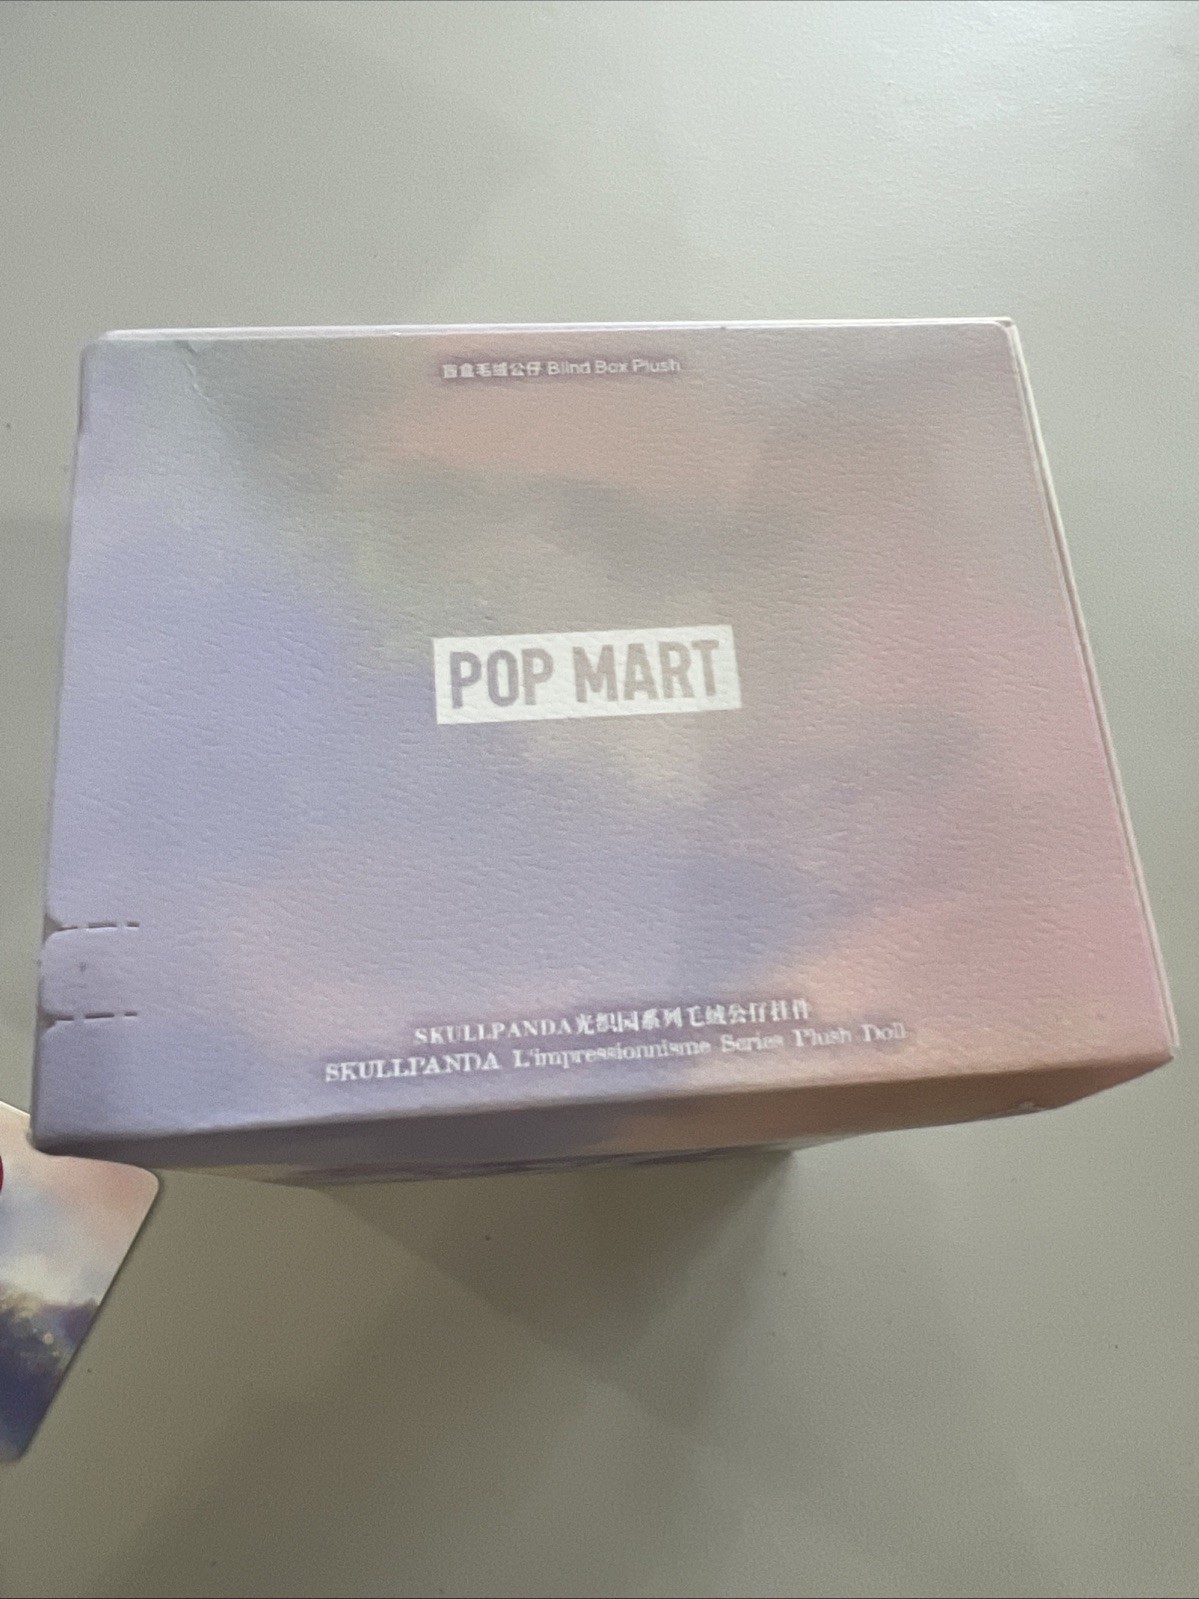 盲盒毛绒公仔 Blind Box Plush
POP MART
SKULLPANDA光织园系列毛绒公仔挂件
SKULLPANDA L'impressionnisme Series Plush Doll